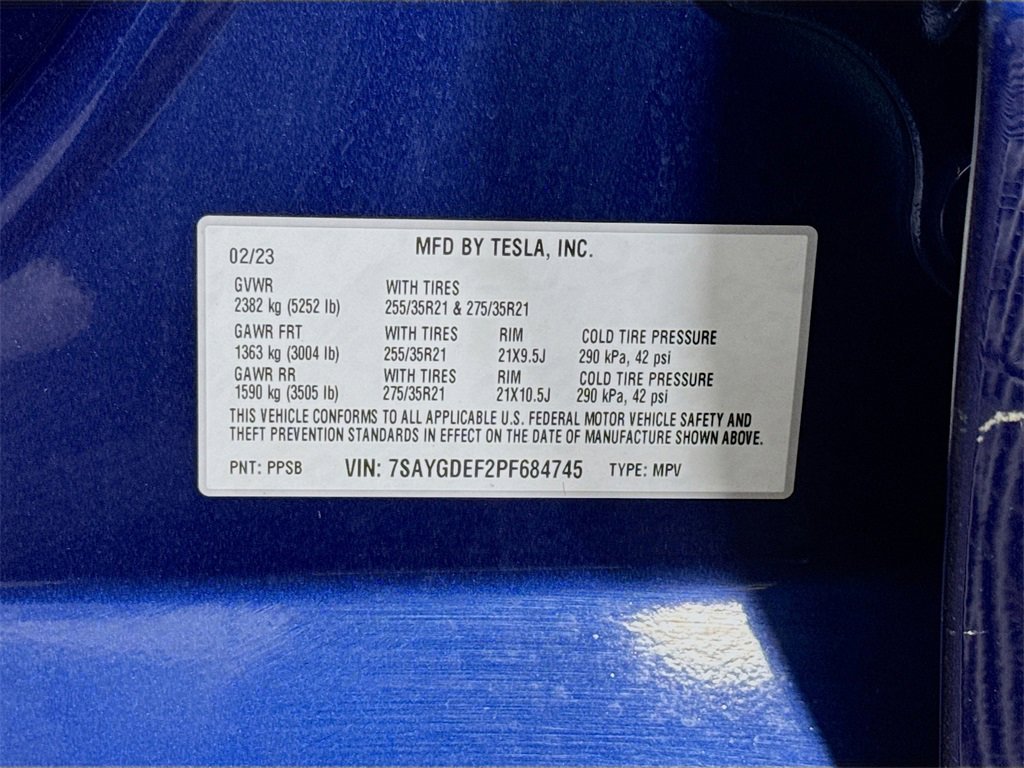 02/23 MFD BY TESLA, INC.
GVWR WITH TIRES
2382 kg (5252 lb) 255/35R21 & 275/35R21
GAWR FRT WITH TIRES RIM COLD TIRE PRESSURE
1363 kg (3004 lb) 255/35R21 21X9.5J 290 kPa, 42 psi
GAWR RR WITH TIRES RIM COLD TIRE PRESSURE
1590 kg (3505 lb) 275/35R21 21X10.5J 290 kPa, 42 psi
THIS VEHICLE CONFORMS TO ALL APPLICABLE U.S. FEDERAL MOTOR VEHICLE SAFETY AND
THEFT PREVENTION STANDARDS IN EFFECT ON THE DATE OF MANUFACTURE SHOWN ABOVE.
PNT: PPSB VIN: 7SAYGDEF2PF684745 TYPE: MPV